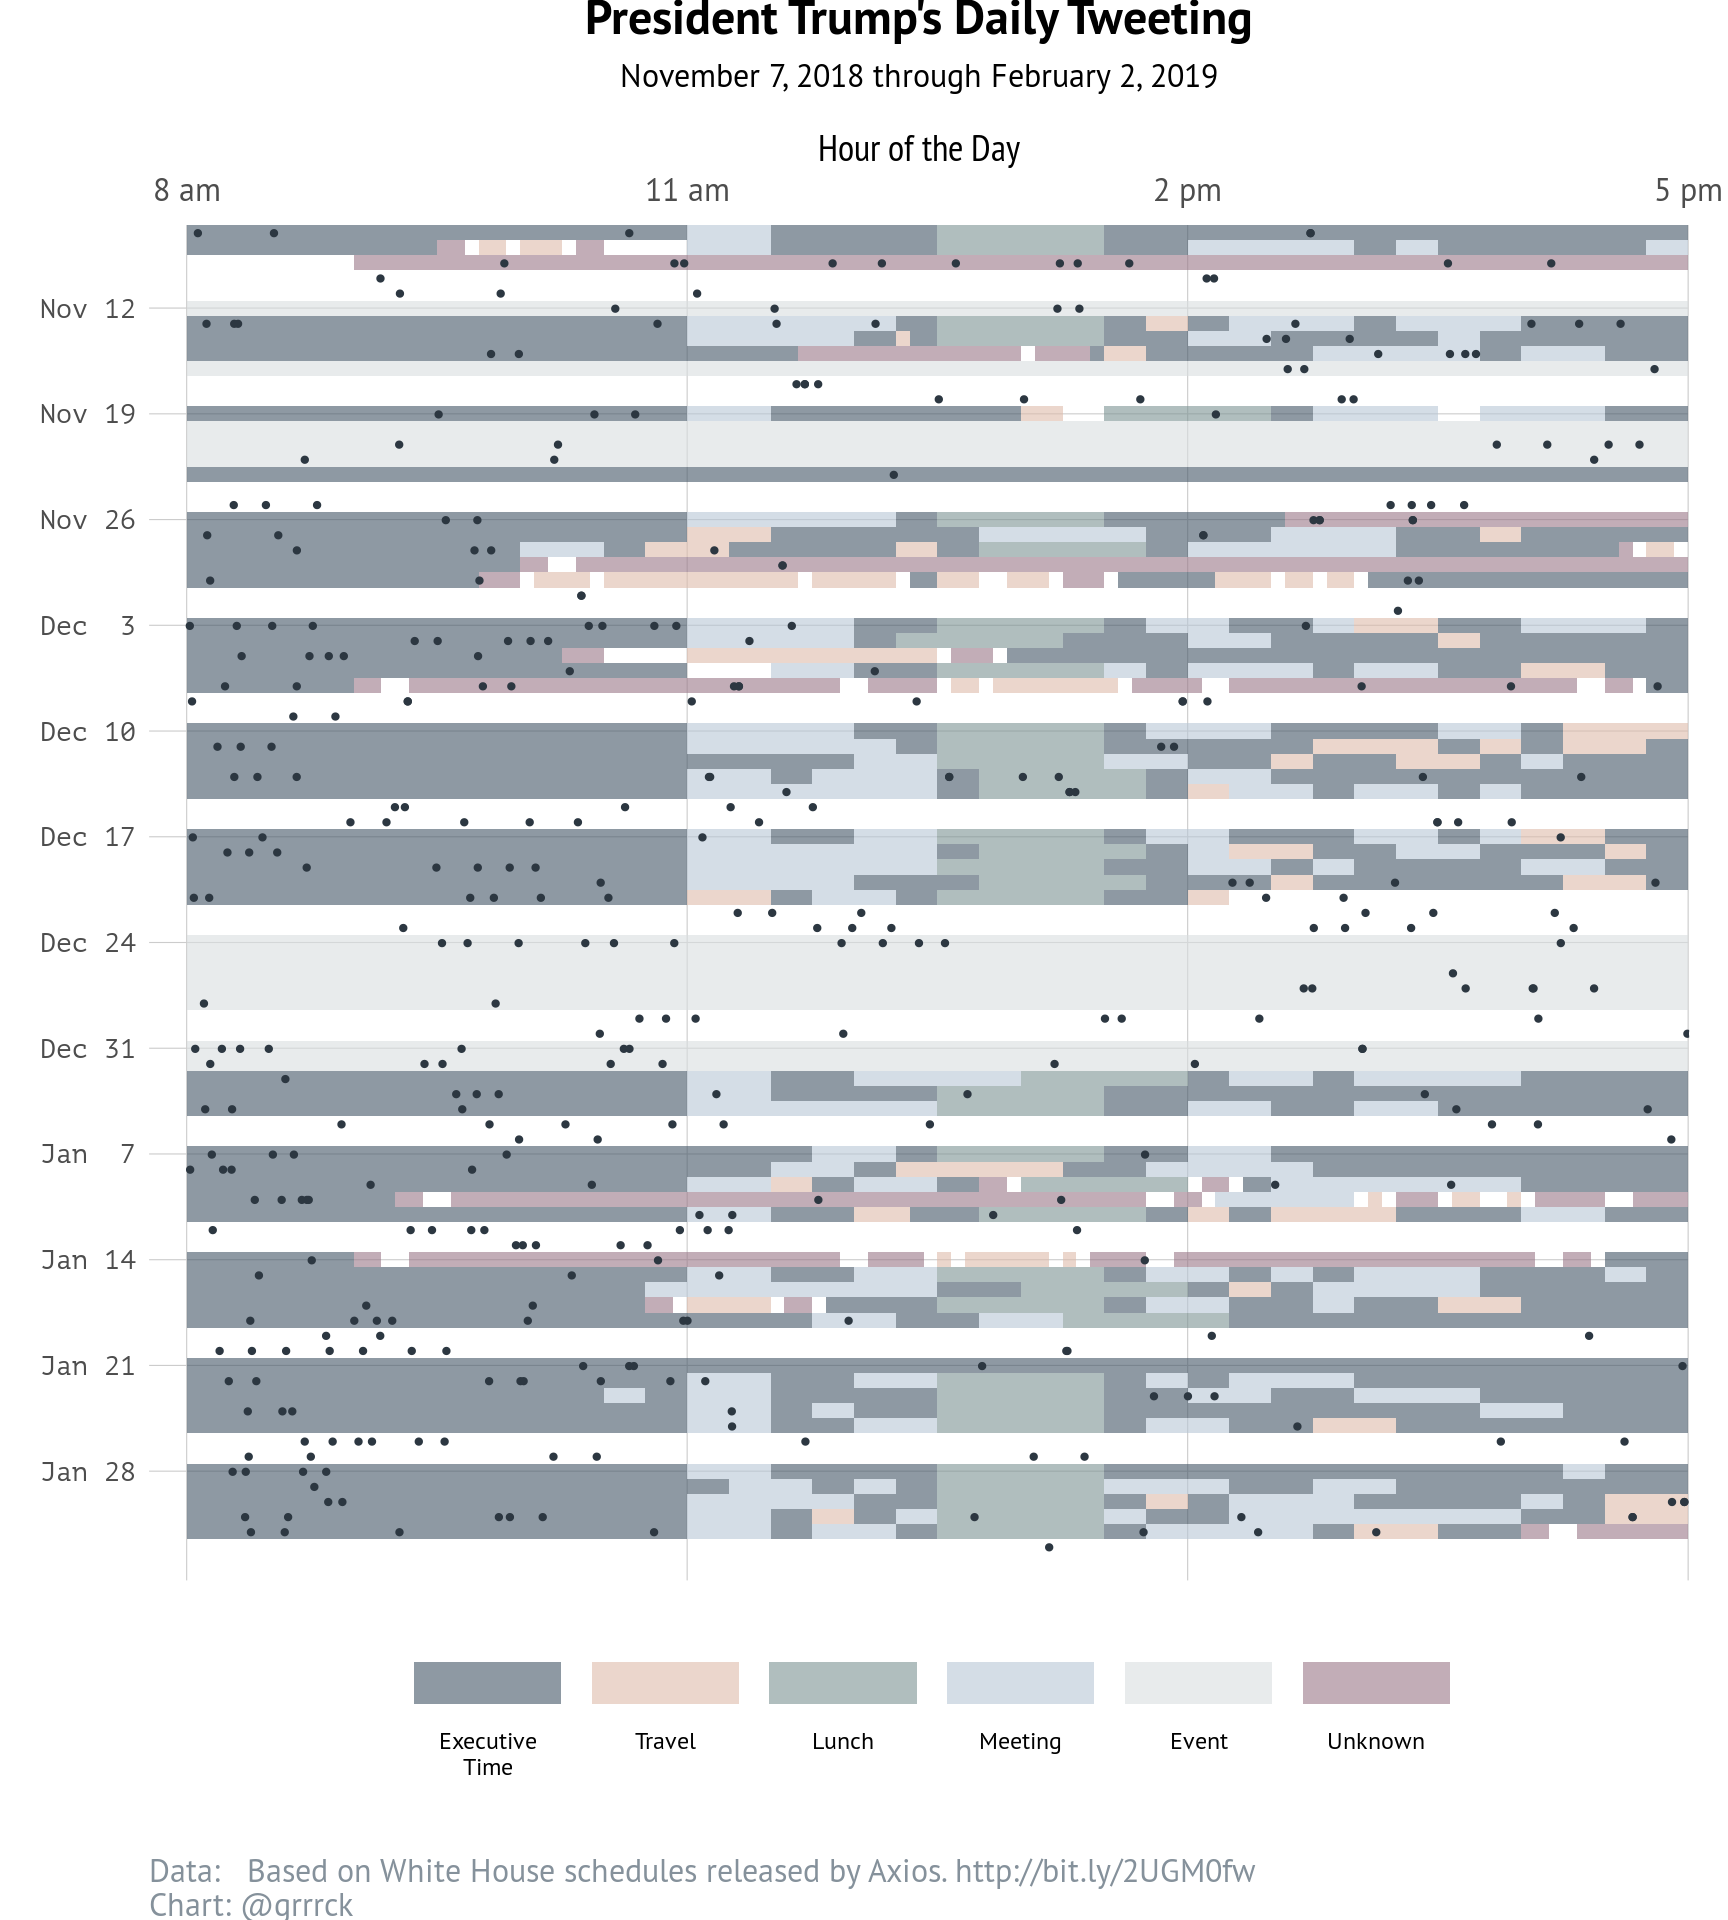 President Trump's Daily Tweeting
November 7, 2018 through February 2, 2019
Hour of the Day
8 am 11 am 2 pm 5 pm
Nov 12
Nov 19
Nov 26
Dec 3
Dec 10
Dec 17
Dec 24
Dec 31
Jan 7
Jan 14
Jan 21
Jan 28
Executive Travel Lunch Meeting Event Unknown
Time
Data: Based on White House schedules released by Axios. http://bit.ly/2UGM0fw
Chart: @grrrck